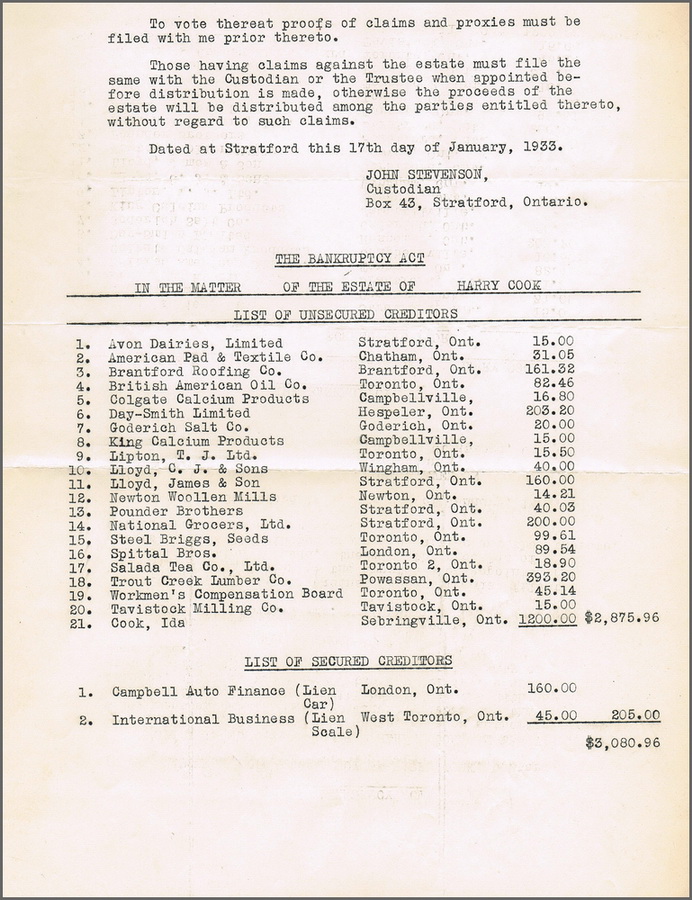 To vote thereat proofs of claims and proxies must be
filed with me prior thereto.
Those having claims against the estate must file the
same with the Custodian or the Trustee when appointed be-
fore distribution is made, otherwise the proceeds of the
estate will be distributed among the parties entitled thereto,
without regard to such claims.
Dated at Stratford this 17th day of January, 1933.
JOHN STEVENSON,
Custodian
Box 43, Stratford, Ontario.
THE BANKRUPTCY ACT
IN THE MATTER OF THE ESTATE OF HARRY COOK
LIST OF UNSECURED CREDITORS
1. Avon Dairies, Limited Stratford, Ont. 15.00
2. American Pad & Textile Co. Chatham, Ont. 31.05
3. Brantford Roofing Co. Brantford, Ont. 161.32
4. British American Oil Co. Toronto, Ont. 82.46
5. Colgate Calcium Products Campbellville, 16.80
6. Day-Smith Limited Hespeler, Ont. 203.20
7. Goderich Salt Co. Goderich, Ont. 20.00
8. King Calcium Products Campbellville, 15.00
9. Lipton, T. J. Ltd. Toronto, Ont. 15.50
10. Lloyd, C. J. & Sons Wingham, Ont. 40.00
11. Lloyd, James & Son Stratford, Ont. 160.00
12. Newton Woollen Mills Newton, Ont. 14.21
13. Pounder Brothers Stratford, Ont. 40.03
14. National Grocers, Ltd. Stratford, Ont. 200.00
15. Steel Briggs, Seeds Toronto, Ont. 99.61
16. Spittal Bros. London, Ont. 89.54
17. Salada Tea Co., Ltd. Toronto 2, Ont. 18.90
18. Trout Creek Lumber Co. Powassan, Ont. 393.20
19. Workmen's Compensation Board Toronto, Ont. 45.14
20. Tavistock Milling Co. Tavistock, Ont. 15.00
21. Cook, Ida Sebringville, Ont. 1200.00 $2,875.96
LIST OF SECURED CREDITORS
1. Campbell Auto Finance (Lien London, Ont. 160.00
Car)
2. International Business (Lien West Toronto, Ont. 45.00 205.00
Scale)
$3,080.96